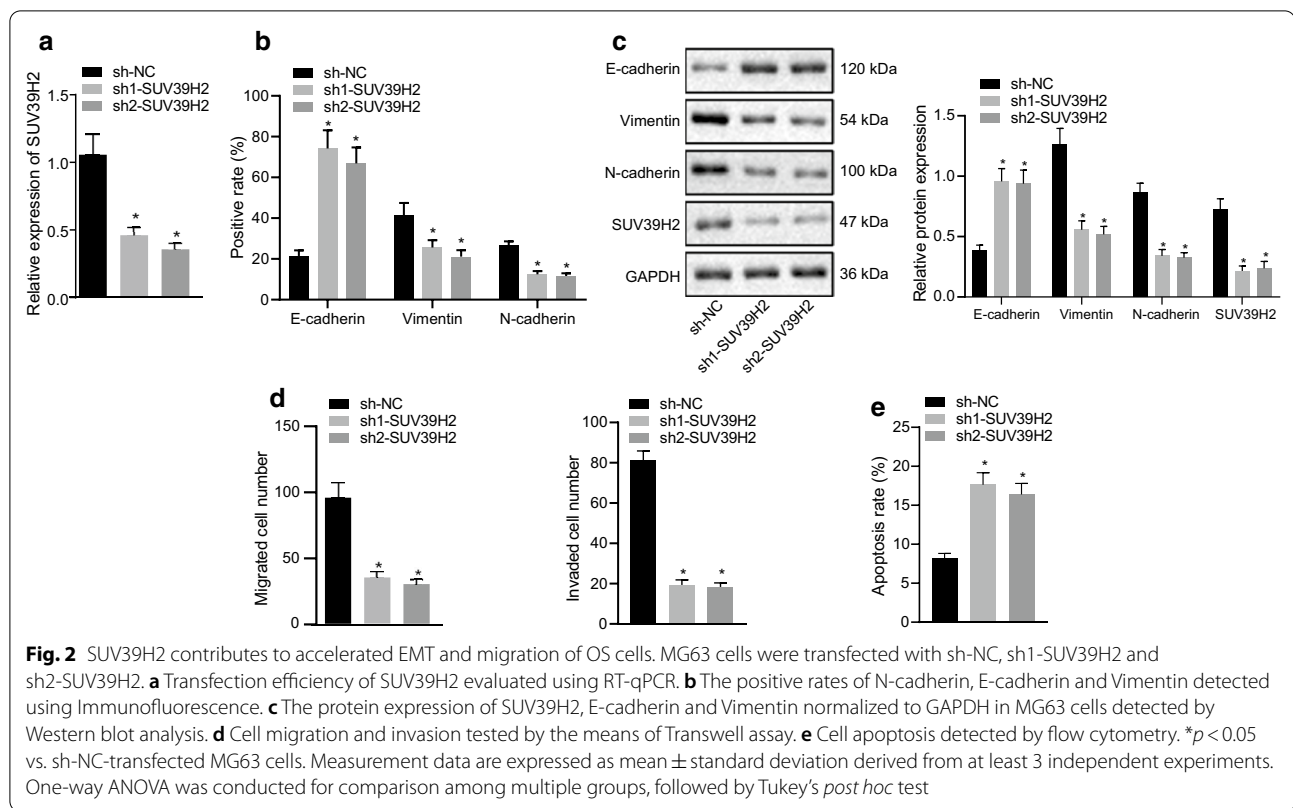 a
sh-NC
sh1-SUV39H2
sh2-SUV39H2
Relative expression of SUV39H2
1.5
1.0
0.5
0.0
*
*
b
sh-NC
sh1-SUV39H2
sh2-SUV39H2
Positive rate (%)
100
80
60
40
20
0
*
*
*
*
*
*
E-cadherin
Vimentin
N-cadherin
c
E-cadherin
120 kDa
Vimentin
54 kDa
N-cadherin
100 kDa
SUV39H2
47 kDa
GAPDH
36 kDa
sh-NC
sh1-SUV39H2
sh2-SUV39H2
sh-NC
sh1-SUV39H2
sh2-SUV39H2
Relative protein expression
1.5
1.0
0.5
0.0
*
*
*
*
*
*
*
*
E-cadherin
Vimentin
N-cadherin
SUV39H2
d
sh-NC
sh1-SUV39H2
sh2-SUV39H2
Migrated cell number
150
100
50
0
*
*
sh-NC
sh1-SUV39H2
sh2-SUV39H2
Invaded cell number
100
80
60
40
20
0
*
*
e
sh-NC
sh1-SUV39H2
sh2-SUV39H2
Apoptosis rate (%)
25
20
15
10
5
0
*
*
Fig. 2 SUV39H2 contributes to accelerated EMT and migration of OS cells. MG63 cells were transfected with sh-NC, sh1-SUV39H2 and
sh2-SUV39H2. a Transfection efficiency of SUV39H2 evaluated using RT-qPCR. b The positive rates of N-cadherin, E-cadherin and Vimentin detected
using Immunofluorescence. c The protein expression of SUV39H2, E-cadherin and Vimentin normalized to GAPDH in MG63 cells detected by
Western blot analysis. d Cell migration and invasion tested by the means of Transwell assay. e Cell apoptosis detected by flow cytometry. *p < 0.05
vs. sh-NC-transfected MG63 cells. Measurement data are expressed as mean ± standard deviation derived from at least 3 independent experiments.
One-way ANOVA was conducted for comparison among multiple groups, followed by Tukey's post hoc test